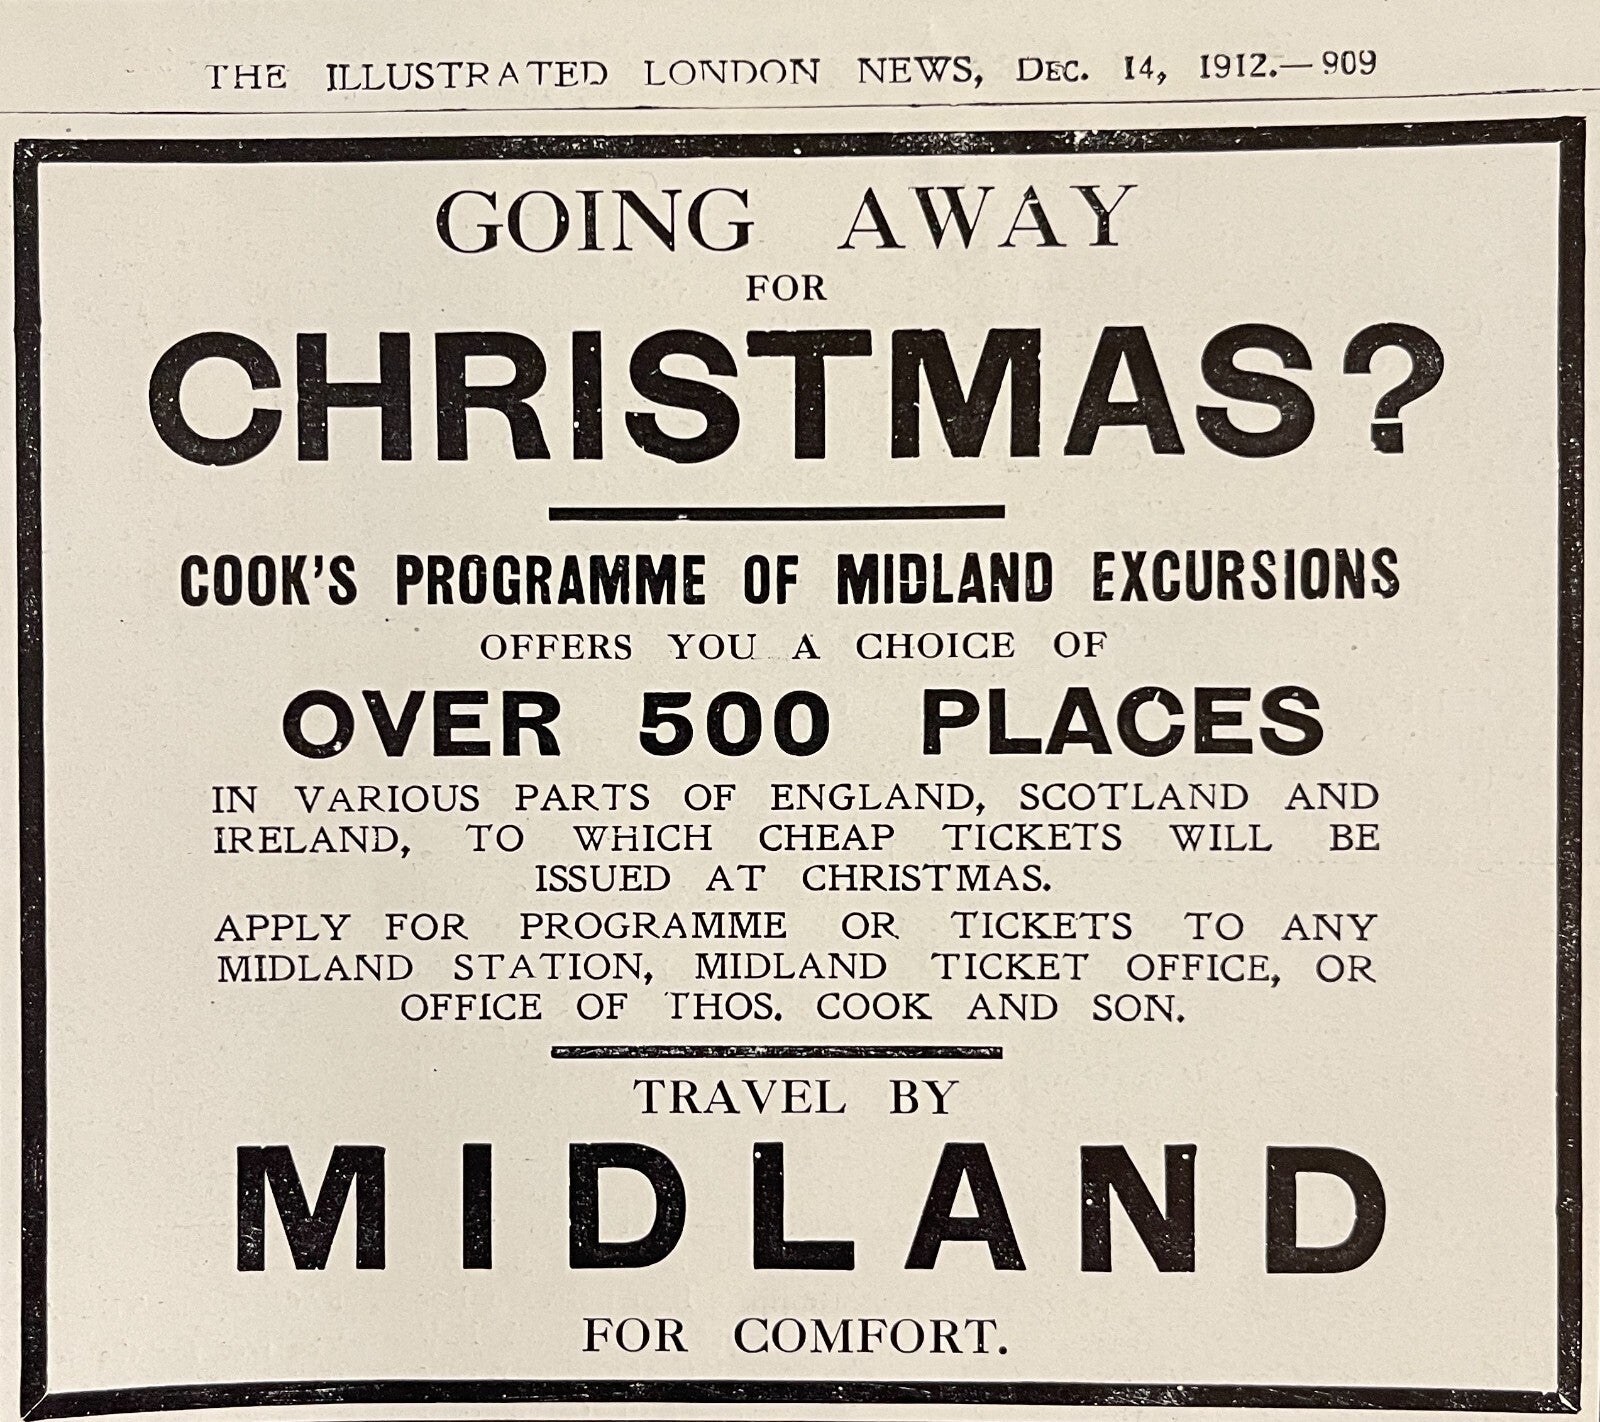 THE ILLUSTRATED LONDON NEWS, DEC. 14, 1912.—909
GOING AWAY
FOR
CHRISTMAS?
COOK'S PROGRAMME OF MIDLAND EXCURSIONS
OFFERS YOU A CHOICE OF
OVER 500 PLACES
IN VARIOUS PARTS OF ENGLAND, SCOTLAND AND
IRELAND, TO WHICH CHEAP TICKETS WILL BE
ISSUED AT CHRISTMAS.
APPLY FOR PROGRAMME OR TICKETS TO ANY
MIDLAND STATION, MIDLAND TICKET OFFICE, OR
OFFICE OF THOS. COOK AND SON.
TRAVEL BY
MIDLAND
FOR COMFORT.